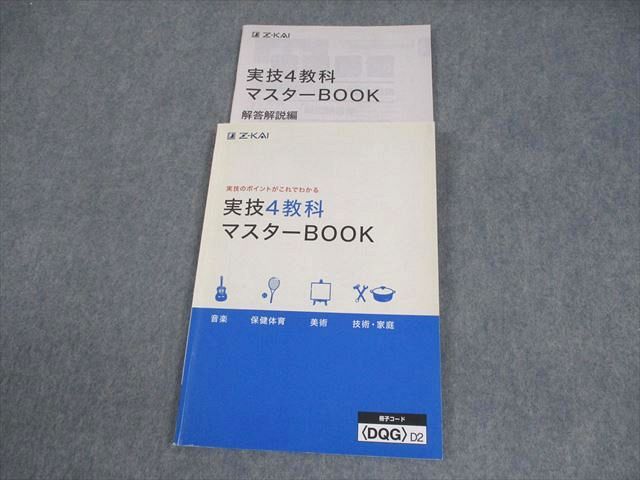 Z-KAI
実技4教科
マスターBOOK
解答解説編
Z-KAI
実技のポイントがこれでわかる
実技4教科
マスターBOOK
音楽
保健体育
美術
技術・家庭
冊子コード
〈DQG〉D2